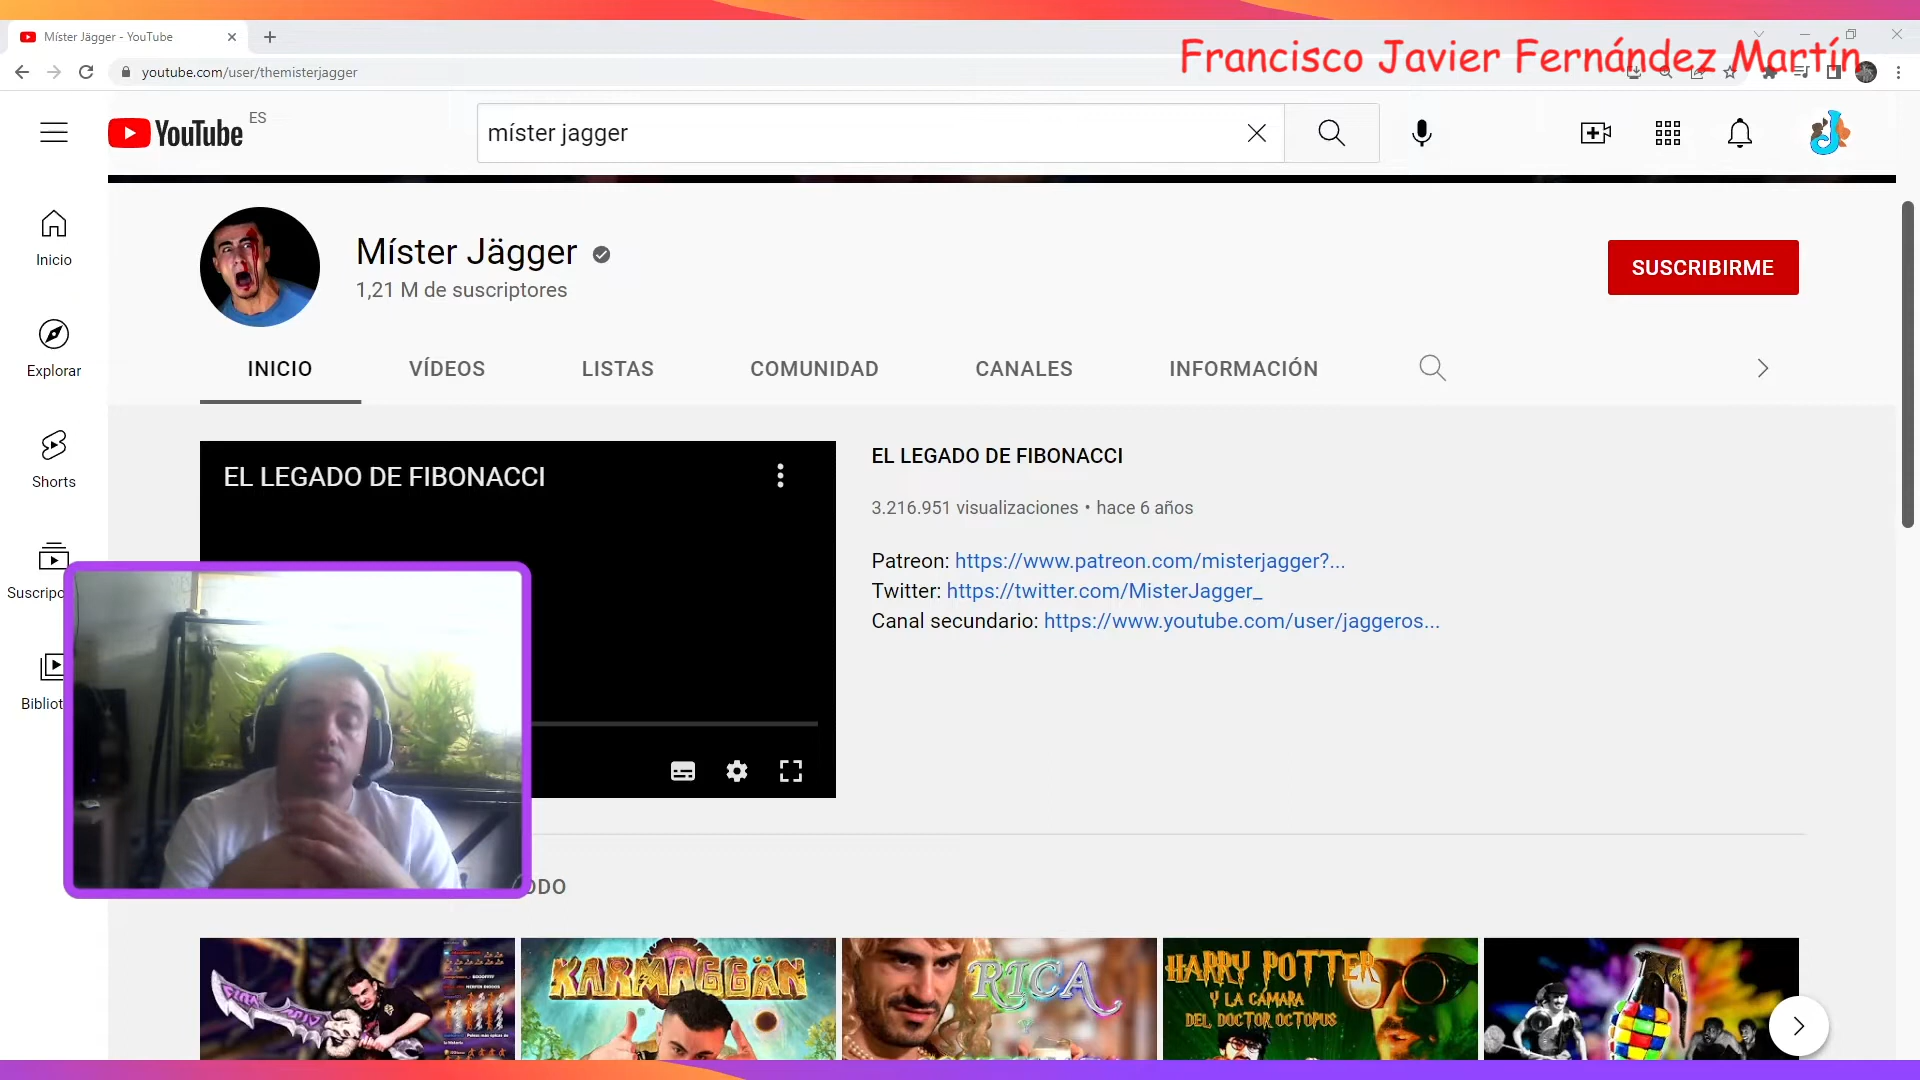 Míster Jägger - YouTube
Francisco Javier Fernández Martín
youtube.com/user/themisterjagger
YouTube ES
míster jagger
Inicio
Explorar
Shorts
Suscripc
Bibliot
Míster Jägger
1,21 M de suscriptores
SUSCRIBIRME
INICIO
VÍDEOS
LISTAS
COMUNIDAD
CANALES
INFORMACIÓN
EL LEGADO DE FIBONACCI
EL LEGADO DE FIBONACCI
3.216.951 visualizaciones • hace 6 años
Patreon: https://www.patreon.com/misterjagger?...
Twitter: https://twitter.com/MisterJagger_
Canal secundario: https://www.youtube.com/user/jaggeros...
ODO
KARMAGGÄN
RICA
HARRY POTTER
Y LA CÁMARA
DEL DOCTOR OCTOPUS